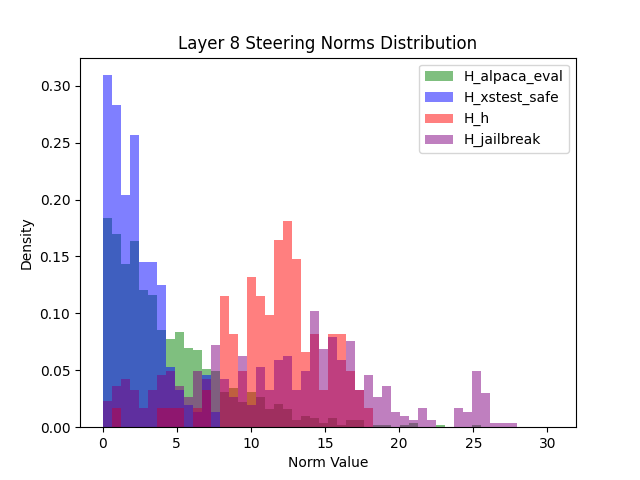 Layer 8 Steering Norms Distribution
H_alpaca_eval
H_xstest_safe
H_h
H_jailbreak
0.30
0.25
0.20
0.15
0.10
0.05
0.00
Density
0 5 10 15 20 25 30
Norm Value